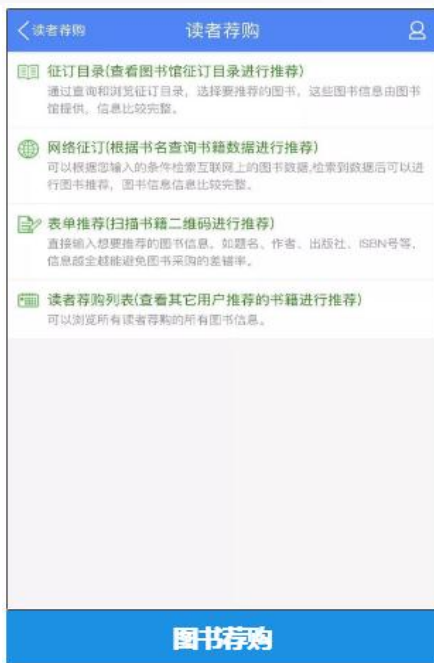 读者荐购
读者荐购
征订目录(查看图书馆征订目录进行推荐)
通过查询和浏览征订目录，选择要推荐的图书，这些图书信息由图书
馆提供，信息比较完整。
网络征订(根据书名查询书籍数据进行推荐)
可以根据您输入的条件检索互联网上的图书数据,检索到数据后可以进
行图书推荐，图书信息信息比较完整。
表单推荐(扫描书籍二维码进行推荐)
直接输入想要推荐的图书信息。如题名、作者、出版社、ISBN号等，
信息越全越能避免图书采购的差错率。
读者荐购列表(查看其它用户推荐的书籍进行推荐)
可以浏览所有读者荐购的所有图书信息。
图书荐购